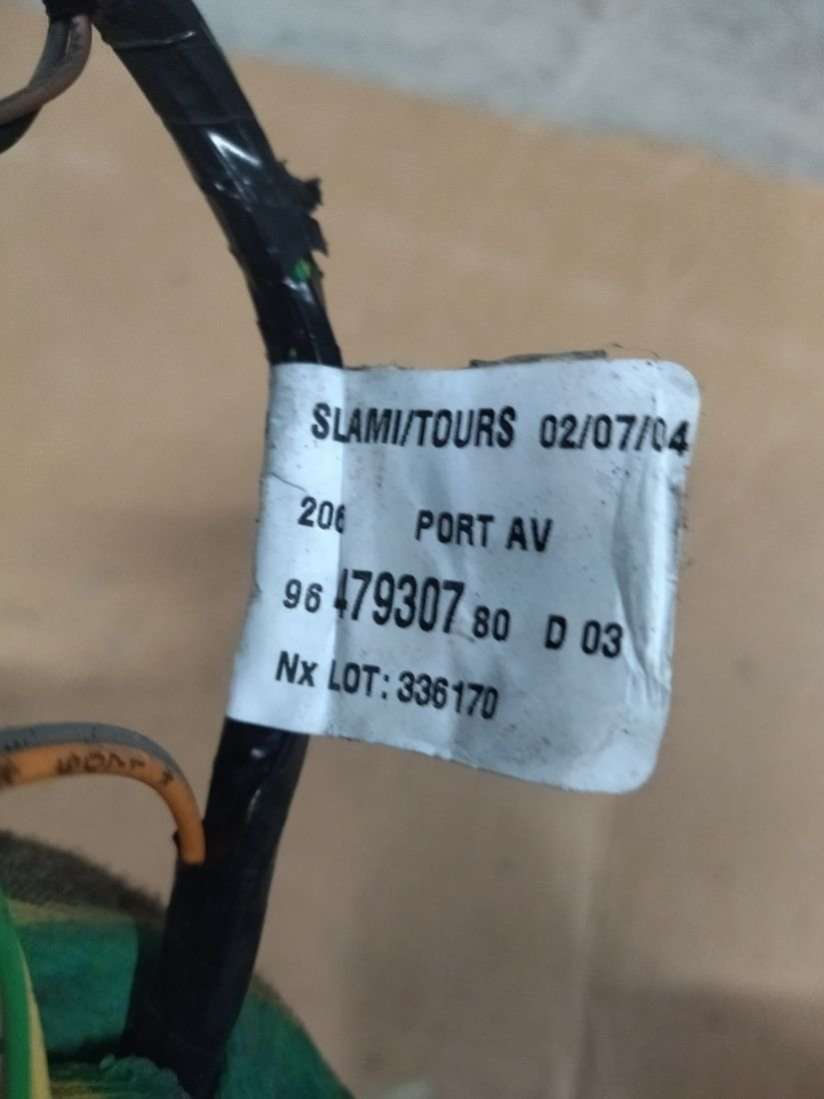 SLAMI/TOURS 02/07/04
206 PORT AV
96 479307 80 D 03
Nx LOT: 336170